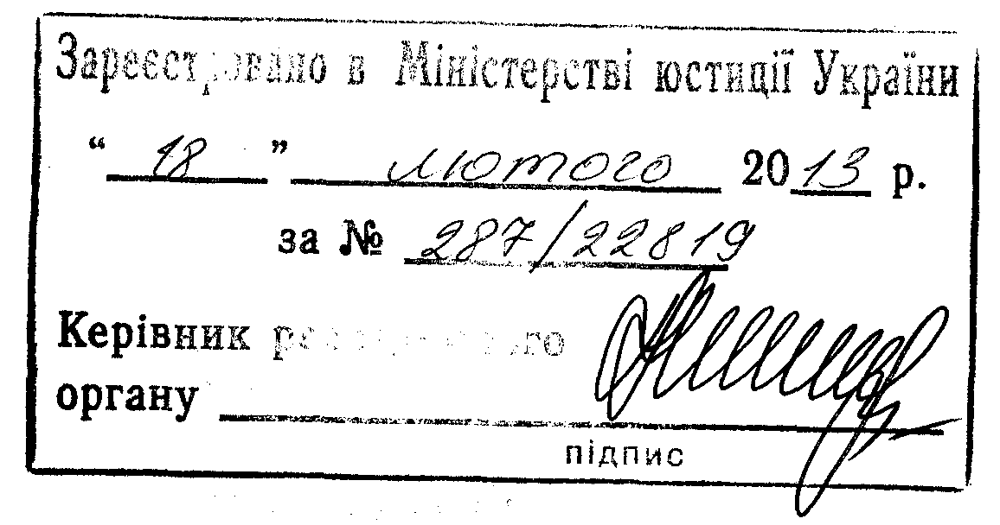 Зареєстровано в Міністерстві юстиції України
“ 18 ” лютого 2013 р.
за № 287/22819
Керівник
органу
підпис